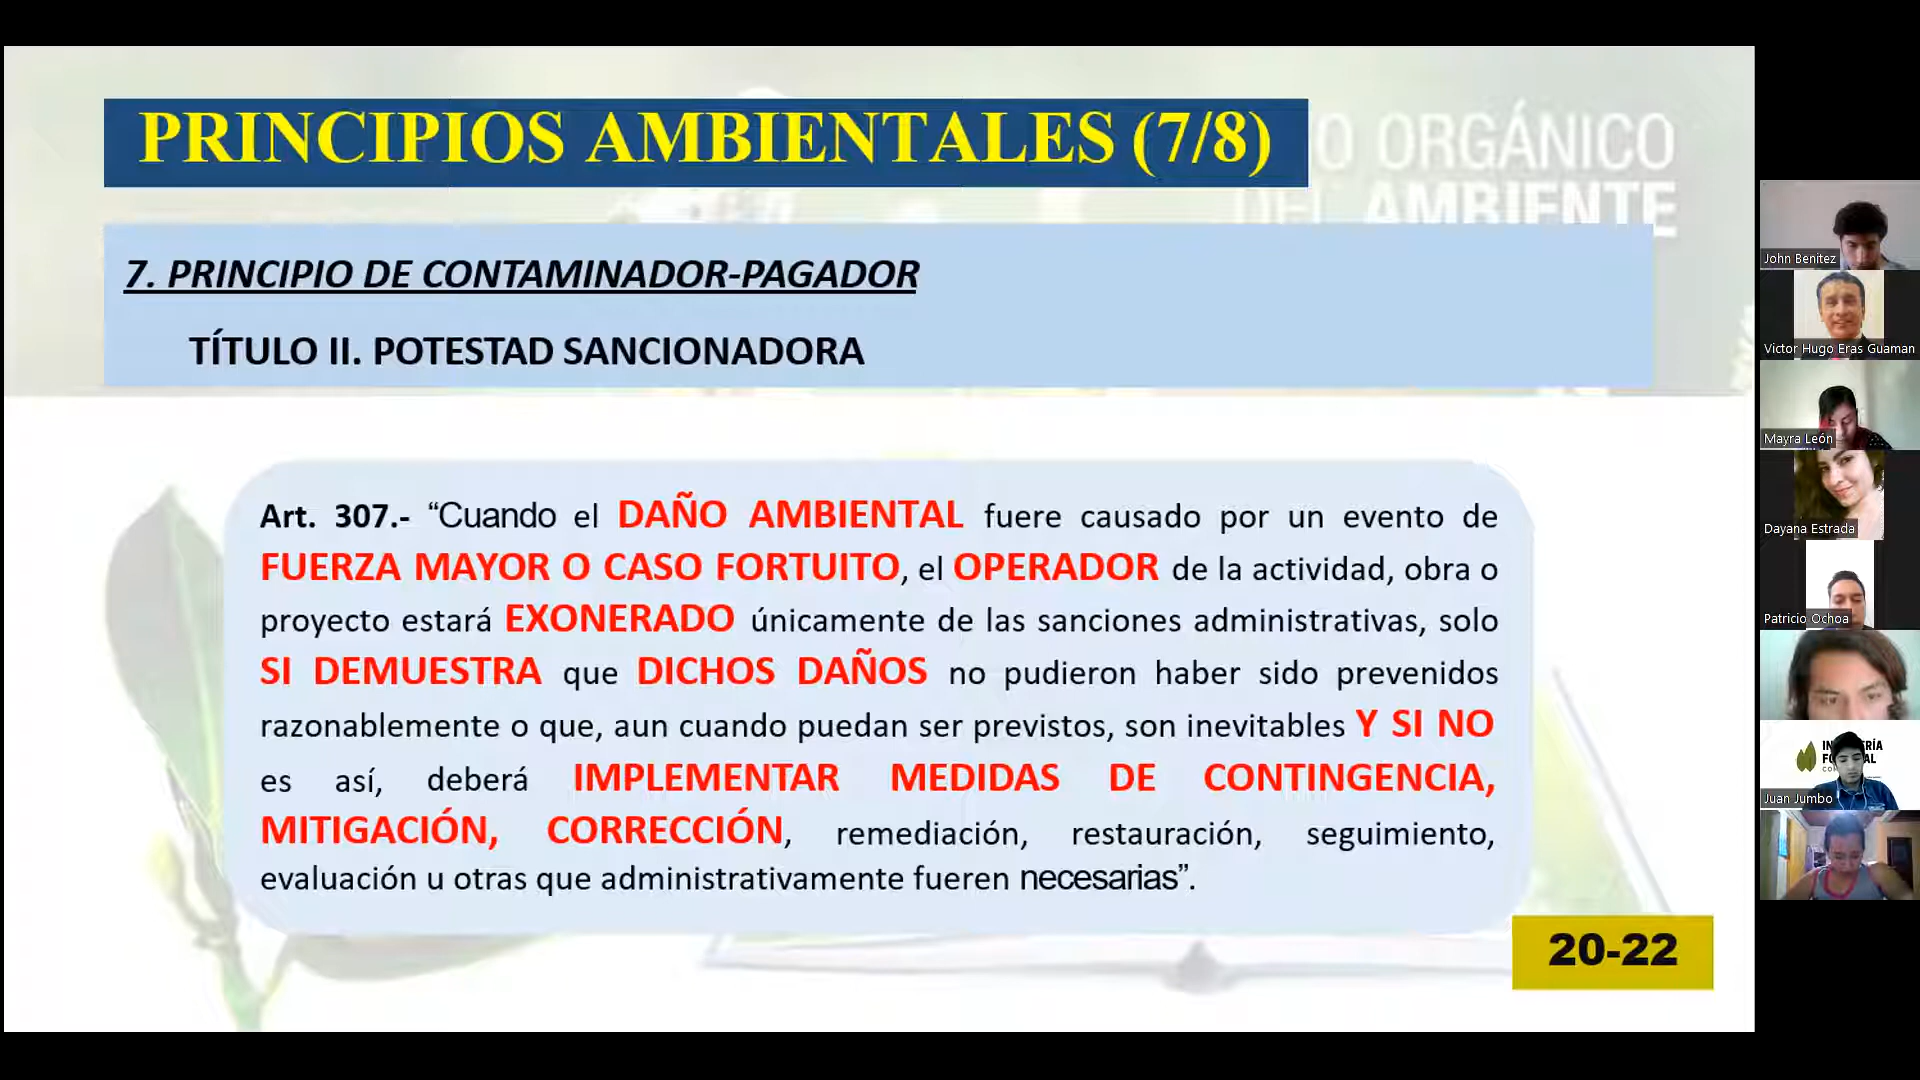 PRINCIPIOS AMBIENTALES (7/8)
O ORGÁNICO
DEL AMBIENTE
7. PRINCIPIO DE CONTAMINADOR-PAGADOR
TÍTULO II. POTESTAD SANCIONADORA
Art. 307.- “Cuando el DAÑO AMBIENTAL fuere causado por un evento de
FUERZA MAYOR O CASO FORTUITO, el OPERADOR de la actividad, obra o
proyecto estará EXONERADO únicamente de las sanciones administrativas, solo
SI DEMUESTRA que DICHOS DAÑOS no pudieron haber sido prevenidos
razonablemente o que, aun cuando puedan ser previstos, son inevitables Y SI NO
es así, deberá IMPLEMENTAR MEDIDAS DE CONTINGENCIA,
MITIGACIÓN, CORRECCIÓN, remediación, restauración, seguimiento,
evaluación u otras que administrativamente fueren necesarias”.
20-22
John Benitez
Victor Hugo Eras Guaman
Mayra León
Dayana Estrada
Patricio Ochoa
Juan Jumbo